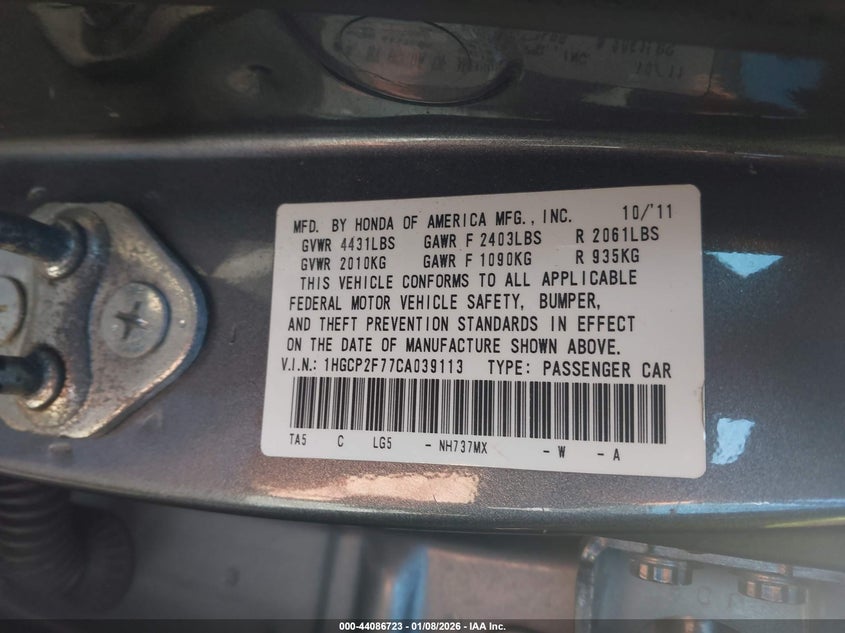 MFD. BY HONDA OF AMERICA MFG., INC. 10/'11
GVWR 4431LBS GAWR F 2403LBS R 2061LBS
GVWR 2010KG GAWR F 1090KG R 935KG
THIS VEHICLE CONFORMS TO ALL APPLICABLE
FEDERAL MOTOR VEHICLE SAFETY, BUMPER,
AND THEFT PREVENTION STANDARDS IN EFFECT
ON THE DATE OF MANUFACTURE SHOWN ABOVE.
V.I.N.: 1HGCP2F77CA039113 TYPE: PASSENGER CAR
TA5 C LG5 - NH737MX - W - A
000-44086723 - 01/08/2026 - IAA Inc.